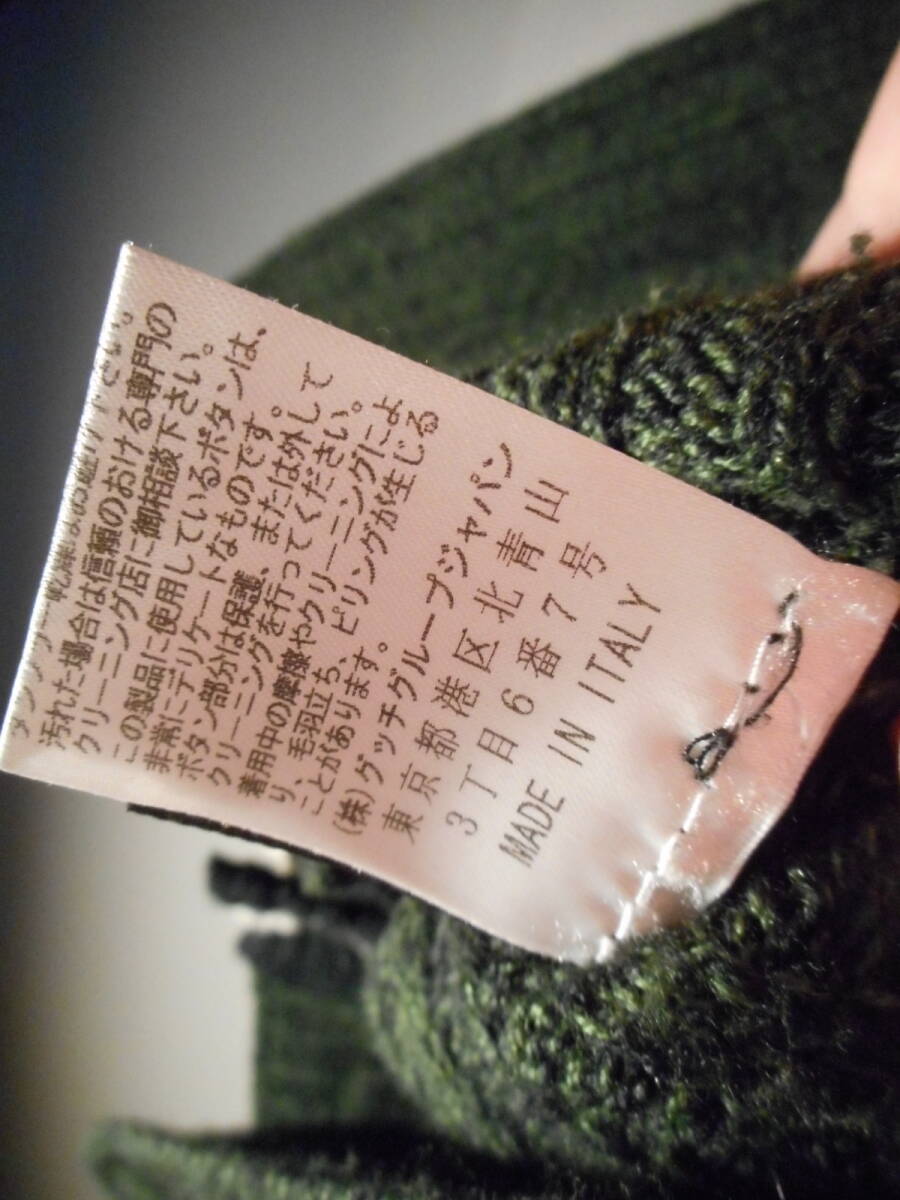 汚れた場合は信頼のおける専門の
クリーニング店に御相談下さい。
この製品に使用しているボタンは、
非常にデリケートなものです。
ボタン部分は保護、または外して
クリーニングを行ってください。
着用中の摩擦やクリーニングによ
り、毛羽立ち、ピリングが生じる
ことがあります。
(株)グッチグループジャパン
東京都港区北青山
3丁目6番7号
MADE IN ITALY